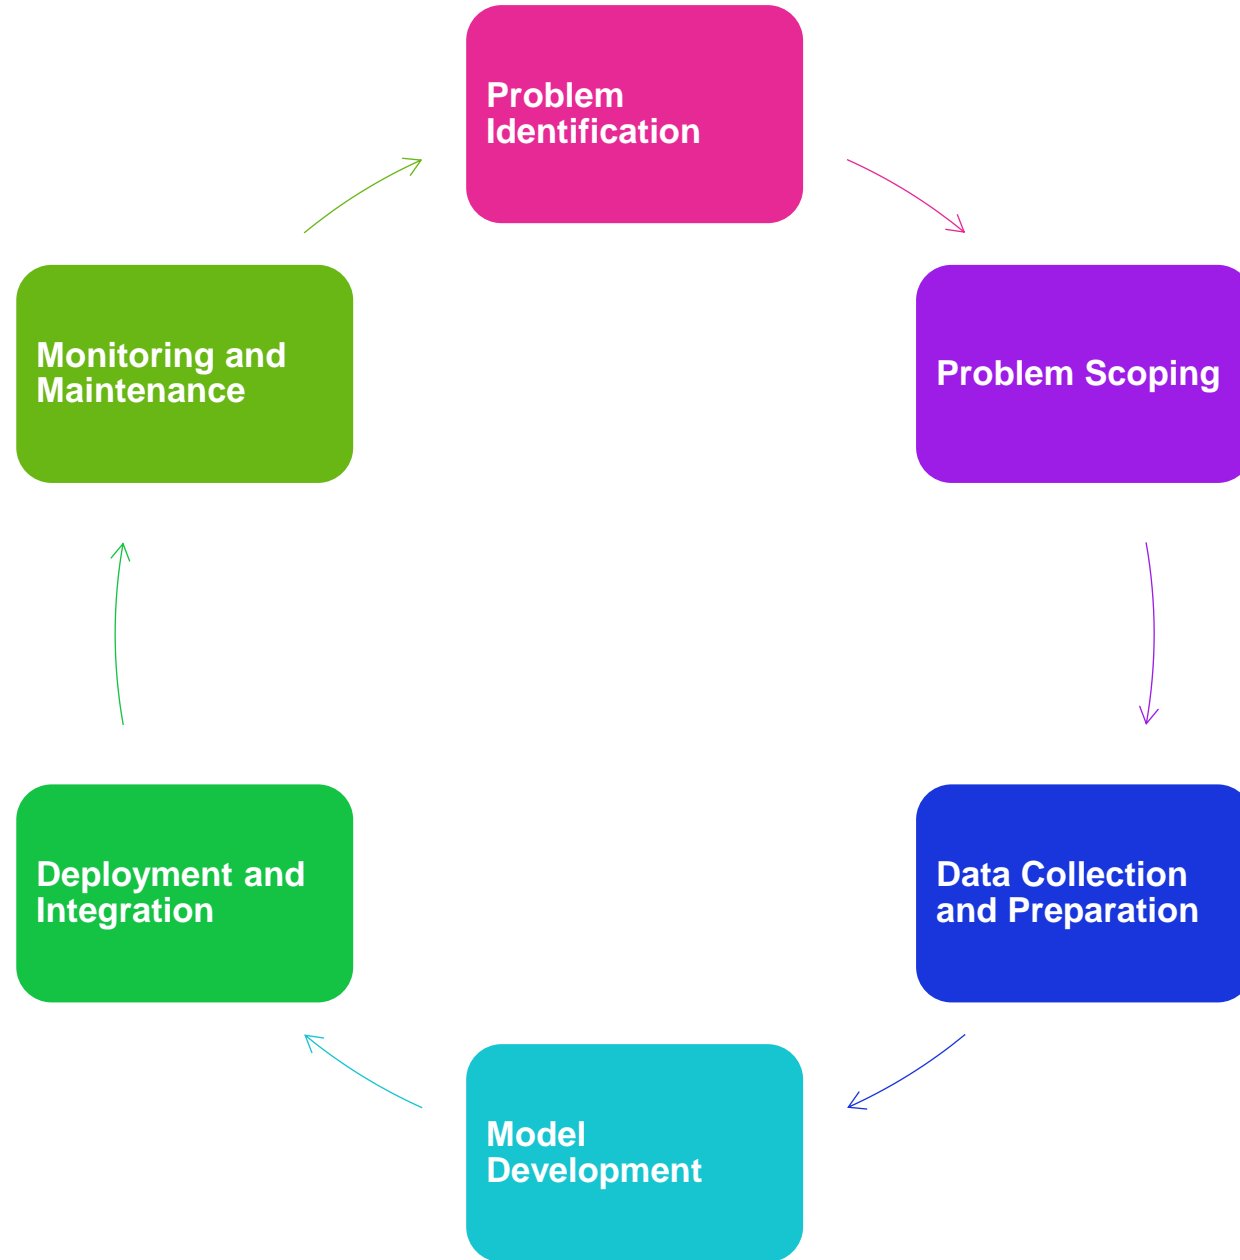 Problem
Identification
Problem Scoping
Data Collection
and Preparation
Model
Development
Deployment and
Integration
Monitoring and
Maintenance